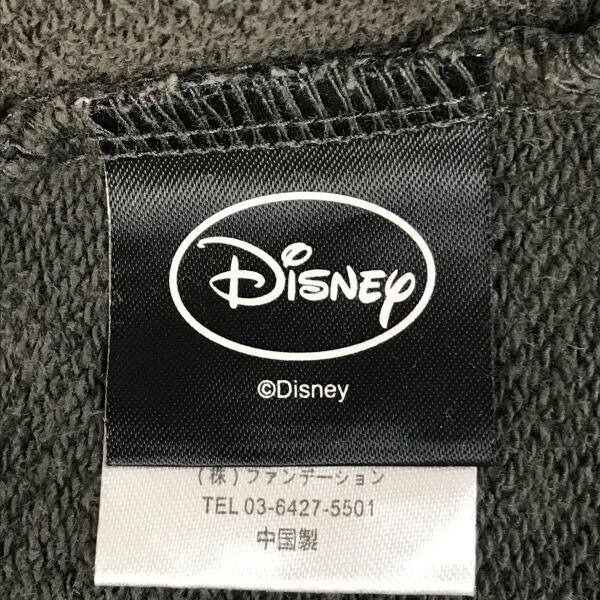 Disney
©Disney
(株)ファンデーション
TEL 03-6427-5501
中国製